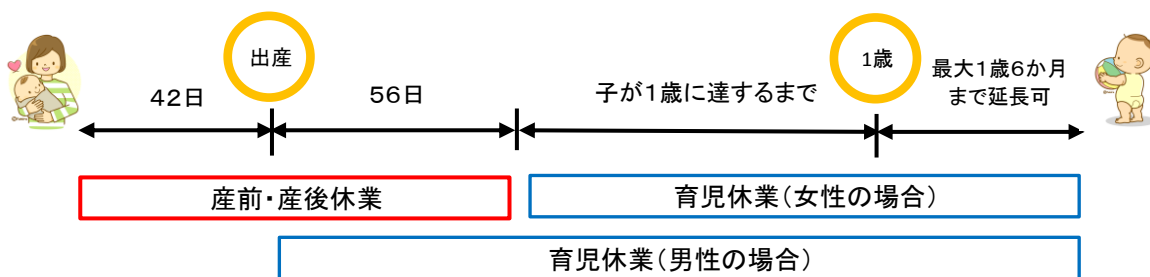 出産
1歳
42日
56日
子が1歳に達するまで
最大1歳6か月
まで延長可
産前・産後休業
育児休業(女性の場合)
育児休業(男性の場合)